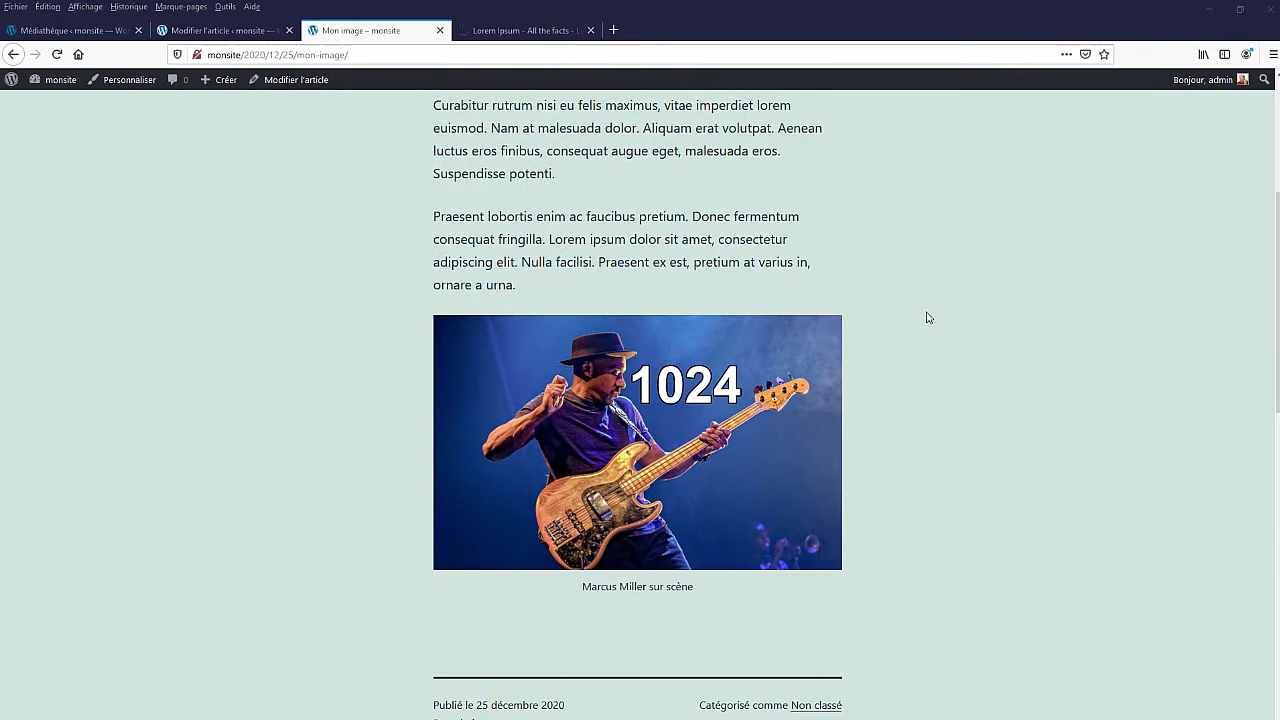 Fichier Édition Affichage Historique Marque-pages Outils Aide
Médiathèque ‹ monsite — Wor
Modifier l'article ‹ monsite —
Mon image – monsite
Lorem Ipsum - All the facts - Li
monsite/2020/12/25/mon-image/
monsite Personnaliser 0 Créer Modifier l'article Bonjour, admin
Curabitur rutrum nisi eu felis maximus, vitae imperdiet lorem
euismod. Nam at malesuada dolor. Aliquam erat volutpat. Aenean
luctus eros finibus, consequat augue eget, malesuada eros.
Suspendisse potenti.
Praesent lobortis enim ac faucibus pretium. Donec fermentum
consequat fringilla. Lorem ipsum dolor sit amet, consectetur
adipiscing elit. Nulla facilisi. Praesent ex est, pretium at varius in,
ornare a urna.
1024
Marcus Miller sur scène
Publié le 25 décembre 2020 Catégorisé comme Non classé